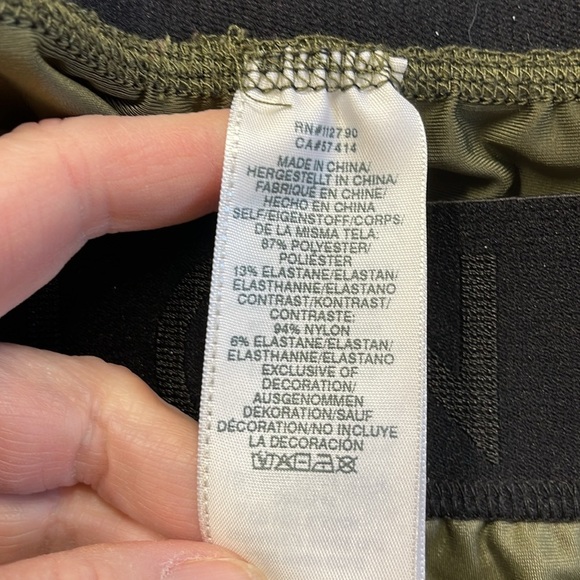 RN#112790
CA#57414
MADE IN CHINA/
HERGESTELLT IN CHINA/
FABRIQUE EN CHINE/
HECHO EN CHINA
SELF/EIGENSTOFF/CORPS/
DE LA MISMA TELA:
87% POLYESTER/
POLIÉSTER
13% ELASTANE/ELASTAN/
ELASTHANNE/ELASTANO
CONTRAST/KONTRAST/
CONTRASTE:
94% NYLON
6% ELASTANE/ELASTAN/
ELASTHANNE/ELASTANO
EXCLUSIVE OF
DECORATION/
AUSGENOMMEN
DEKORATION/SAUF
DÉCORATION/NO INCLUYE
LA DECORACIÓN